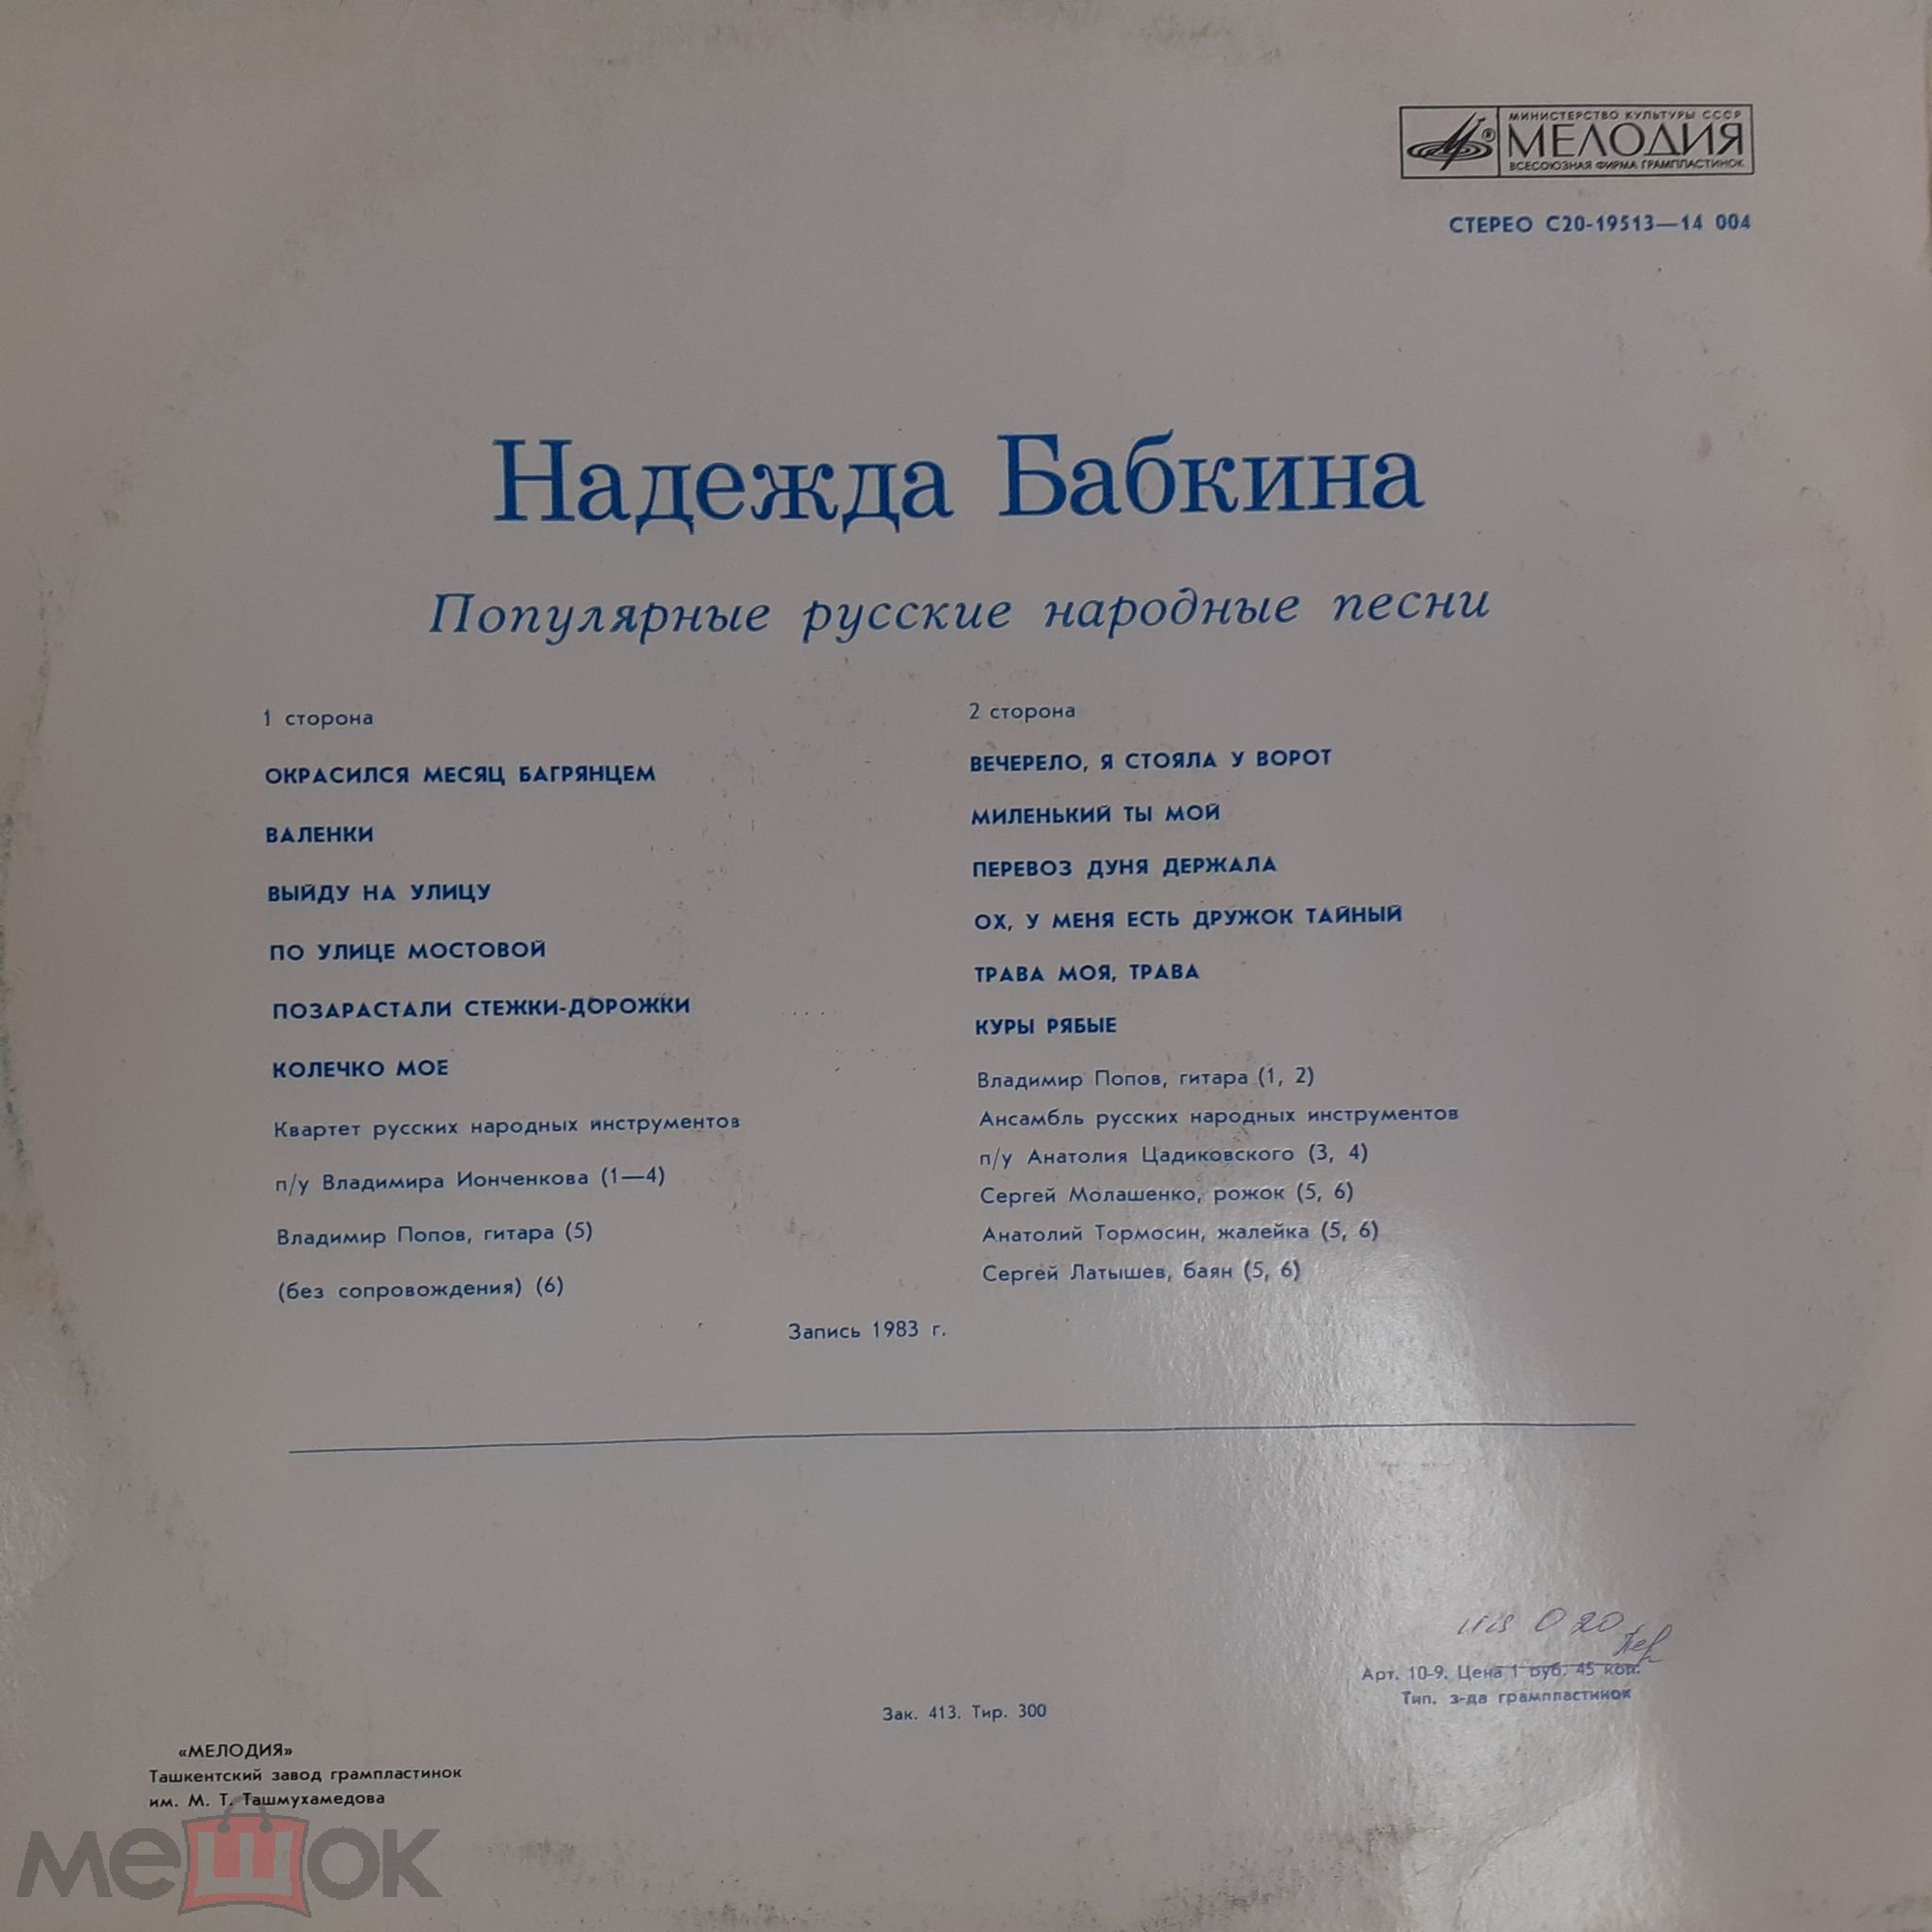 МИНИСТЕРСТВО КУЛЬТУРЫ СССР
МЕЛОДИЯ
ВСЕСОЮЗНАЯ ФИРМА ГРАМПЛАСТИНОК
СТЕРЕО С20-19513—14 004
Надежда Бабкина
Популярные русские народные песни
1 сторона
ОКРАСИЛСЯ МЕСЯЦ БАГРЯНЦЕМ
ВАЛЕНКИ
ВЫЙДУ НА УЛИЦУ
ПО УЛИЦЕ МОСТОВОЙ
ПОЗАРАСТАЛИ СТЕЖКИ-ДОРОЖКИ
КОЛЕЧКО МОЕ
Квартет русских народных инструментов
п/у Владимира Ионченкова (1—4)
Владимир Попов, гитара (5)
(без сопровождения) (6)
2 сторона
ВЕЧЕРЕЛО, Я СТОЯЛА У ВОРОТ
МИЛЕНЬКИЙ ТЫ МОЙ
ПЕРЕВОЗ ДУНЯ ДЕРЖАЛА
ОХ, У МЕНЯ ЕСТЬ ДРУЖОК ТАЙНЫЙ
ТРАВА МОЯ, ТРАВА
КУРЫ РЯБЫЕ
Владимир Попов, гитара (1, 2)
Ансамбль русских народных инструментов
п/у Анатолия Цадиковского (3, 4)
Сергей Молашенко, рожок (5, 6)
Анатолий Тормосин, жалейка (5, 6)
Сергей Латышев, баян (5, 6)
Запись 1983 г.
020
Арт. 10-9. Цена 1 руб. 45 коп.
Тип. з-да грампластинок
Зак. 413. Тир. 300
«МЕЛОДИЯ»
Ташкентский завод грампластинок
им. М. Т. Ташмухамедова
мешок